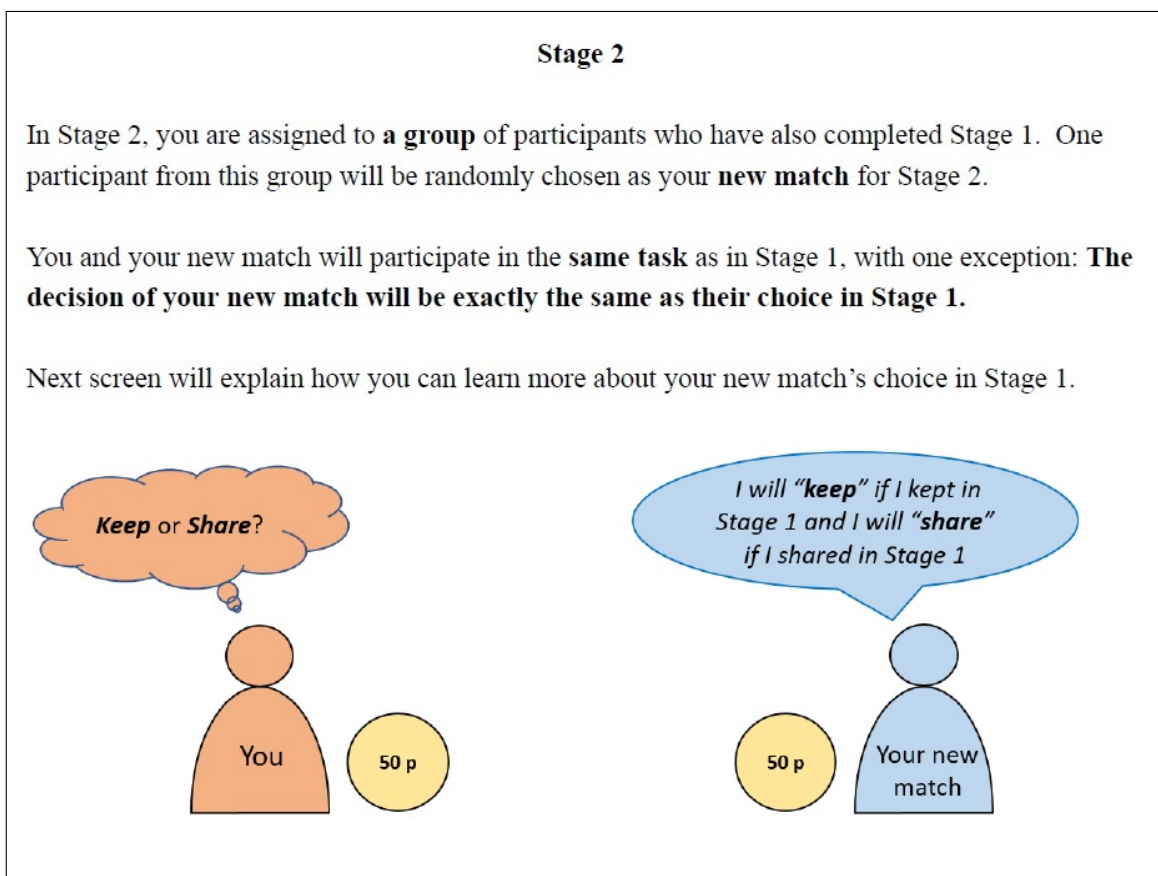 Stage 2
In Stage 2, you are assigned to a group of participants who have also completed Stage 1.  One
participant from this group will be randomly chosen as your new match for Stage 2.
You and your new match will participate in the same task as in Stage 1, with one exception: The
decision of your new match will be exactly the same as their choice in Stage 1.
Next screen will explain how you can learn more about your new match's choice in Stage 1.
Keep or Share?
I will "keep" if I kept in
Stage 1 and I will "share"
if I shared in Stage 1
You
50 p
50 p
Your new
match